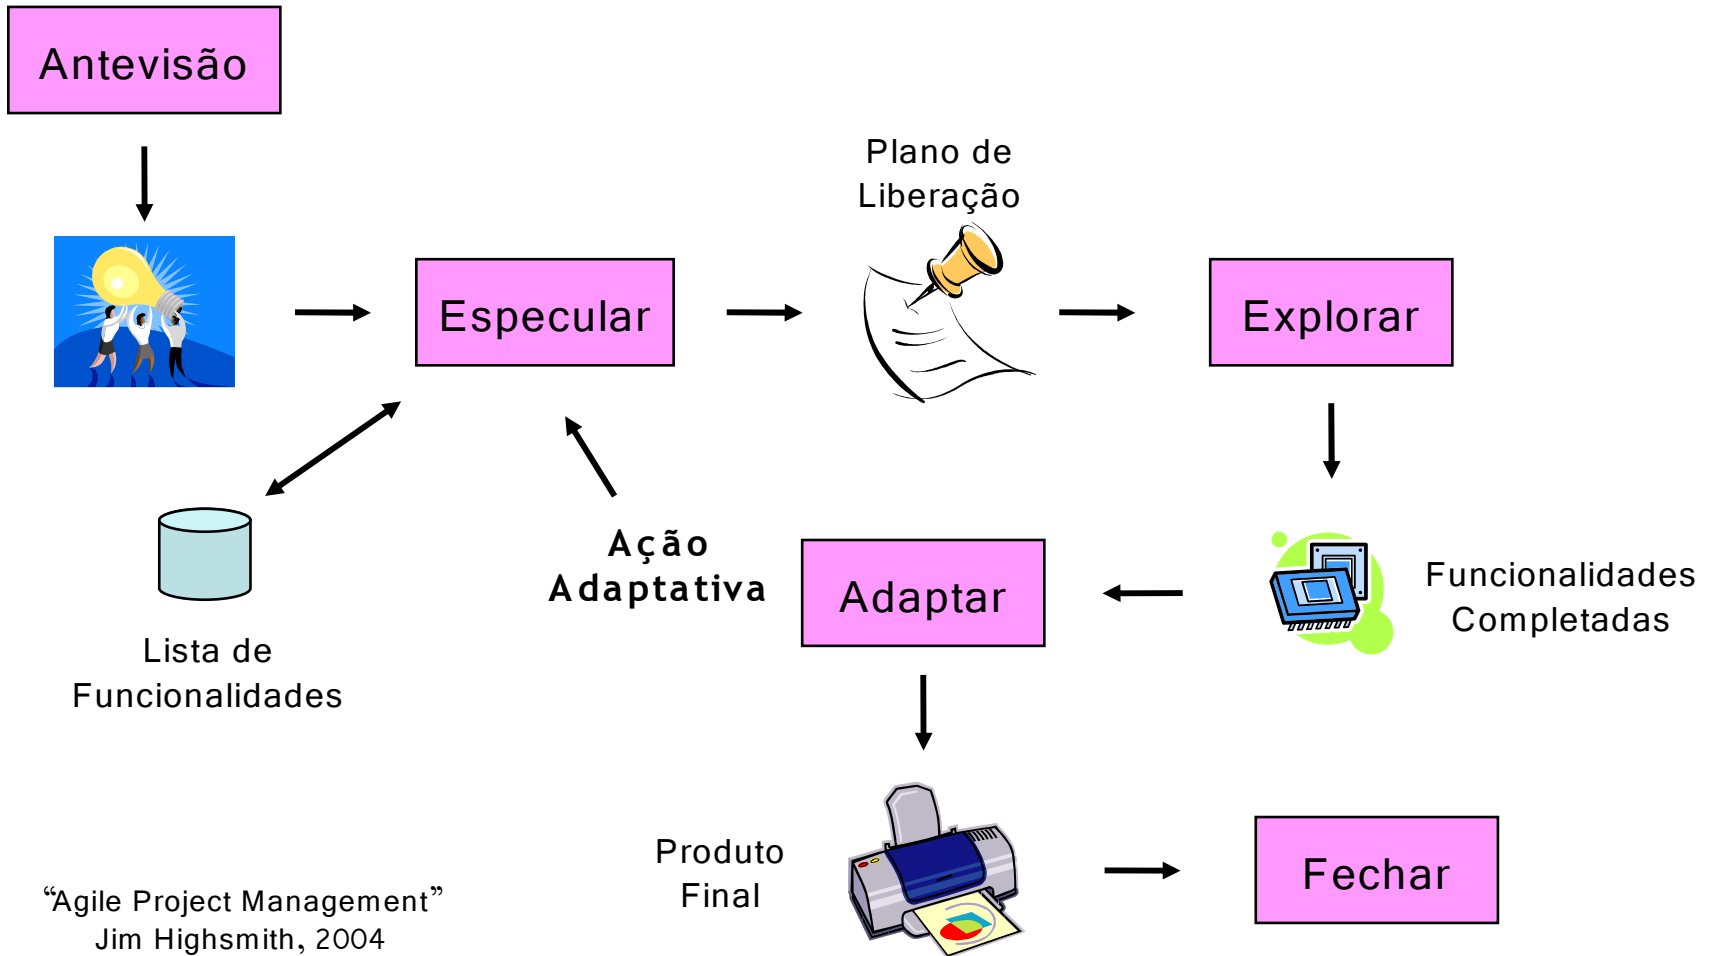 Antevisão
Plano de
Liberação
Especular
Explorar
Ação
Adaptativa
Adaptar
Funcionalidades
Completadas
Lista de
Funcionalidades
Produto
Final
Fechar
“Agile Project Management”
Jim Highsmith, 2004